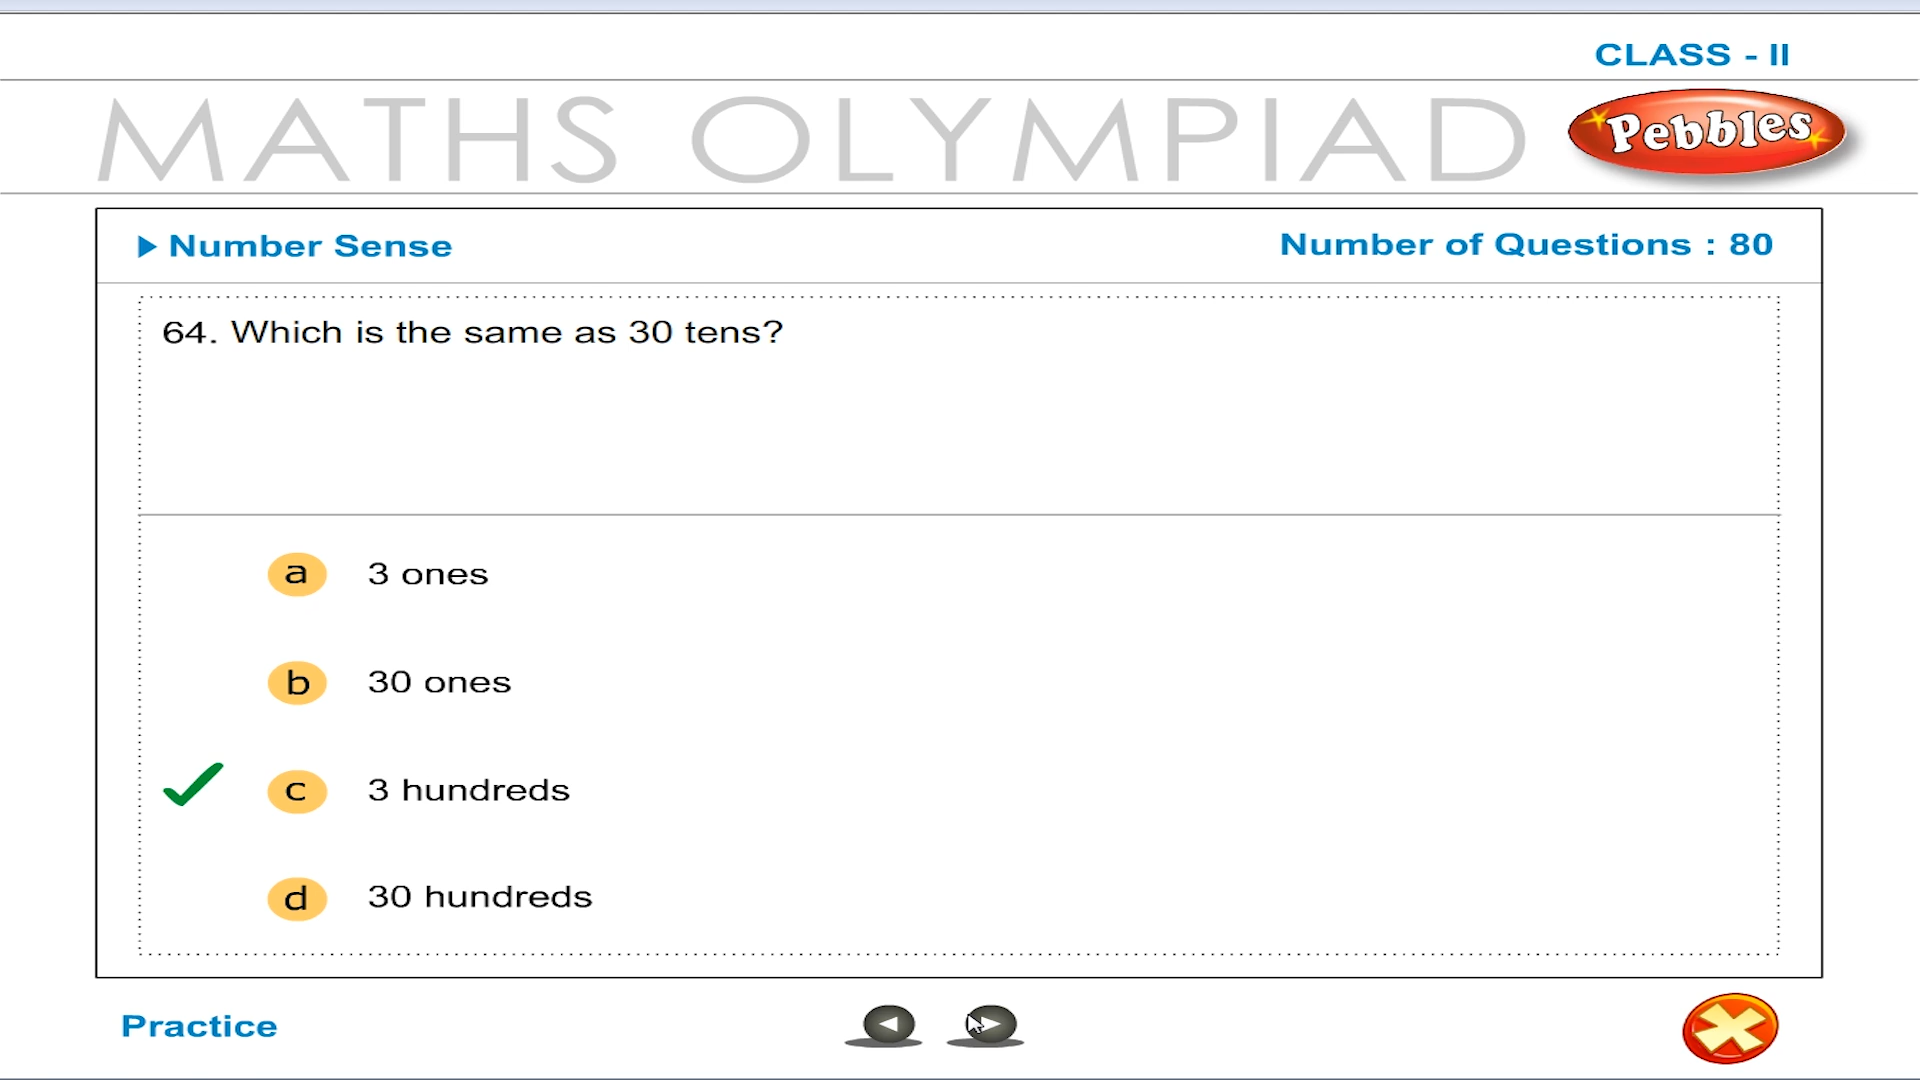 CLASS - II
MATHS OLYMPIAD
Pebbles
Number Sense
Number of Questions : 80
64. Which is the same as 30 tens?
a 3 ones
b 30 ones
c 3 hundreds
d 30 hundreds
Practice